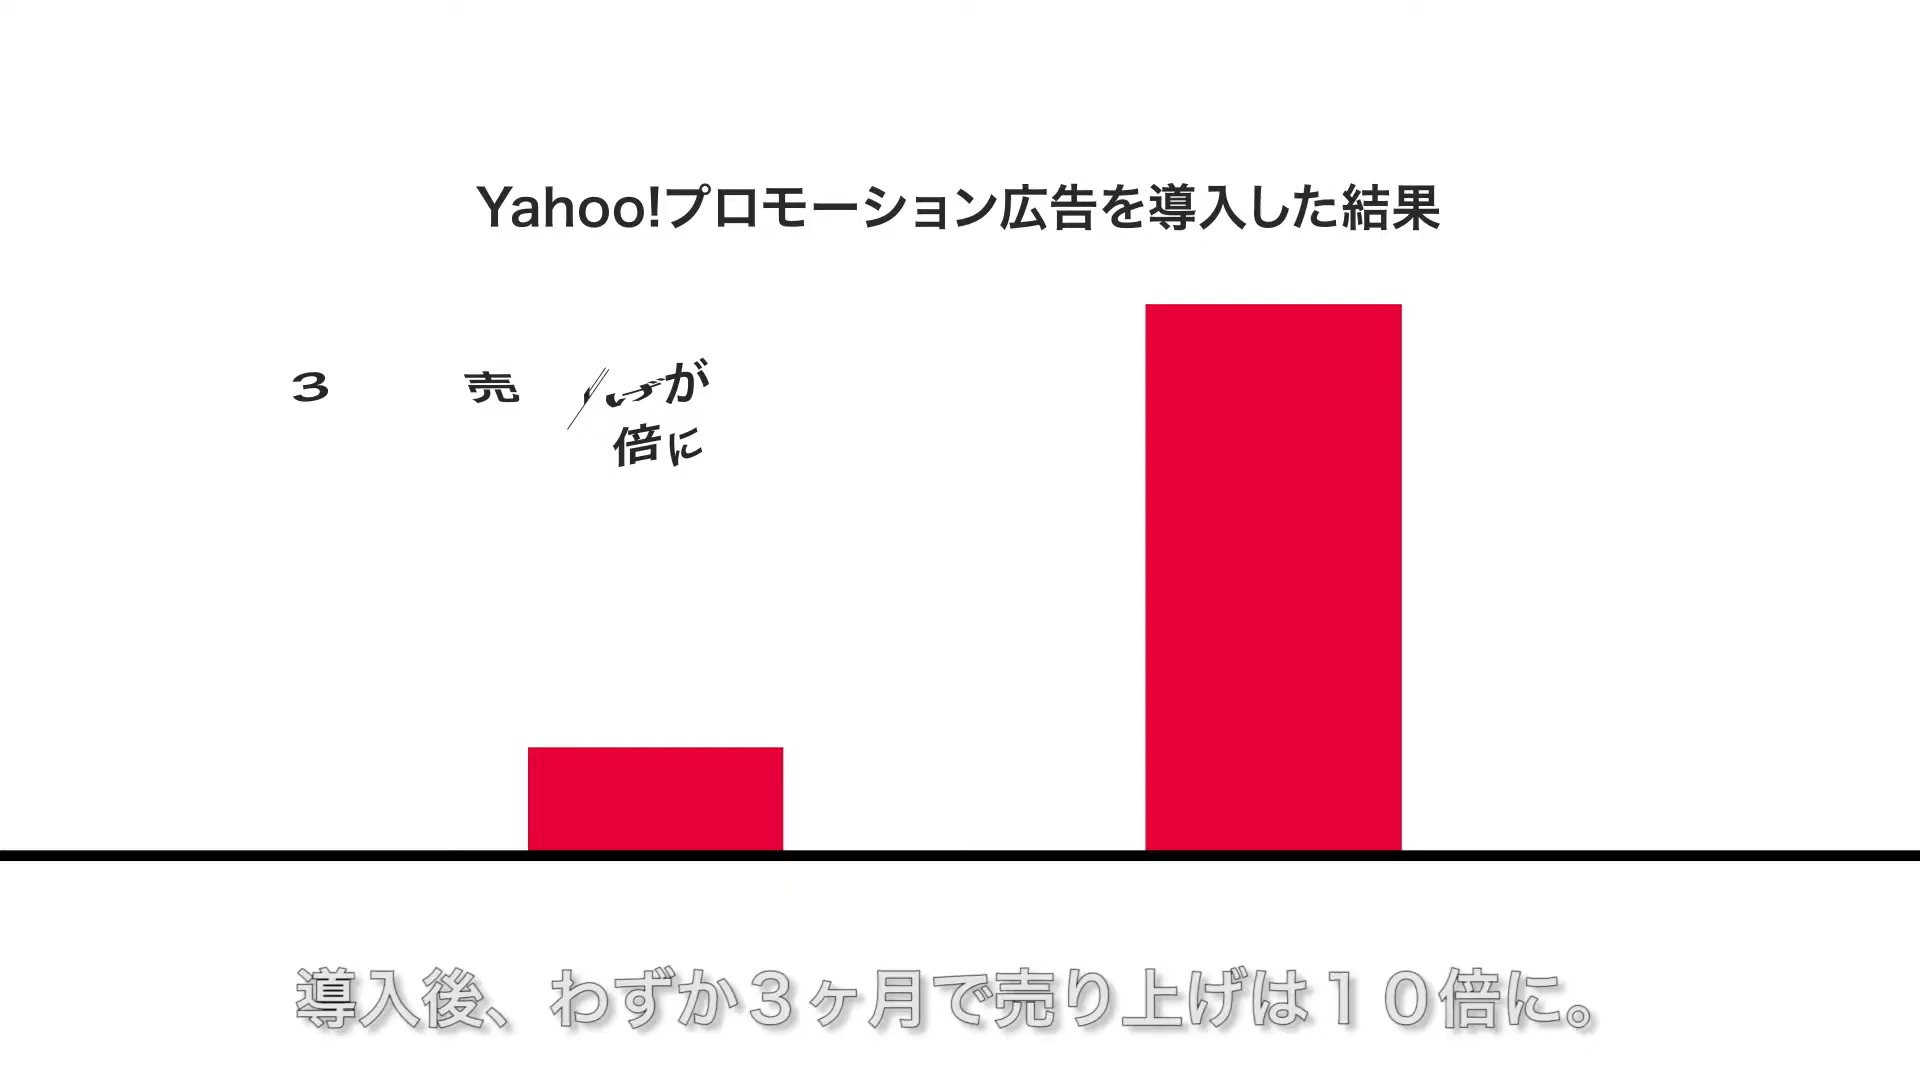 Yahoo!プロモーション広告を導入した結果
３ 売 が
倍に
導入後、わずか３ヶ月で売り上げは１０倍に。